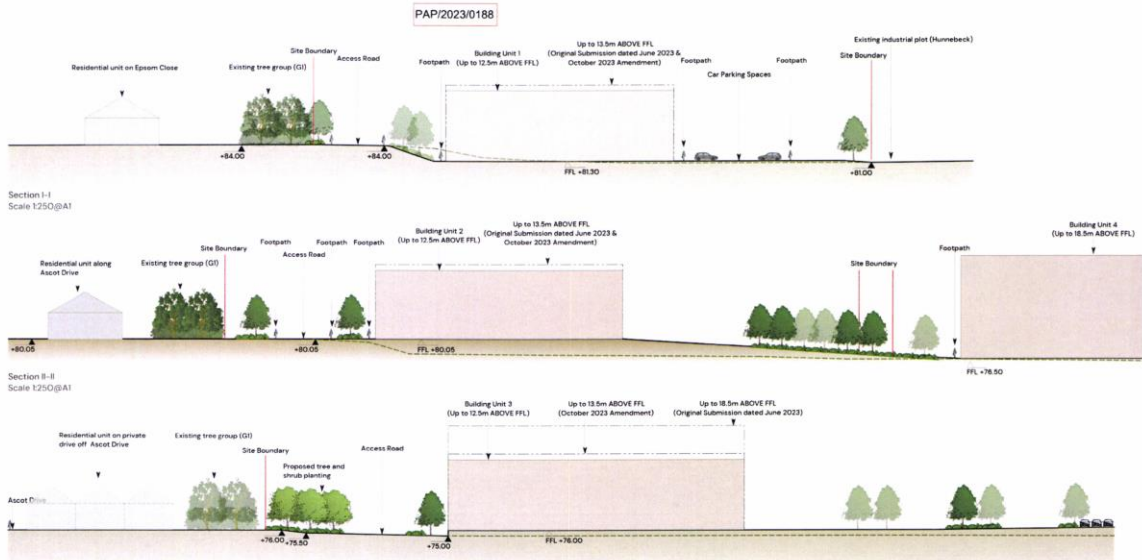 PAP/2023/0188
Residential unit on Epsom Close
Existing tree group (G1)
Site Boundary
Access Road
Footpath
Building Unit 1
(Up to 12.5m ABOVE FFL)
Up to 13.5m ABOVE FFL
(Original Submission dated June 2023 &
October 2023 Amendment)
Footpath
Car Parking Spaces
Footpath
Site Boundary
Existing industrial plot (Hunnebeck)
+84.00
+84.00
FFL +81.30
+81.00
Section I-I
Scale 1:250@A1
Residential unit along
Ascot Drive
Existing tree group (G1)
Site Boundary
Footpath
Access Road
Footpath
Footpath
Building Unit 2
(Up to 12.5m ABOVE FFL)
Up to 13.5m ABOVE FFL
(Original Submission dated June 2023 &
October 2023 Amendment)
Site Boundary
Footpath
Building Unit 4
(Up to 18.5m ABOVE FFL)
+80.05
+80.05
FFL +80.05
FFL +76.50
Section II-II
Scale 1:250@A1
Residential unit on private
drive off Ascot Drive
Existing tree group (G1)
Site Boundary
Proposed tree and
shrub planting
Access Road
Building Unit 3
(Up to 12.5m ABOVE FFL)
Up to 13.5m ABOVE FFL
(October 2023 Amendment)
Up to 18.5m ABOVE FFL
(Original Submission dated June 2023)
Ascot Drive
+76.00
+75.50
+75.00
FFL +76.00